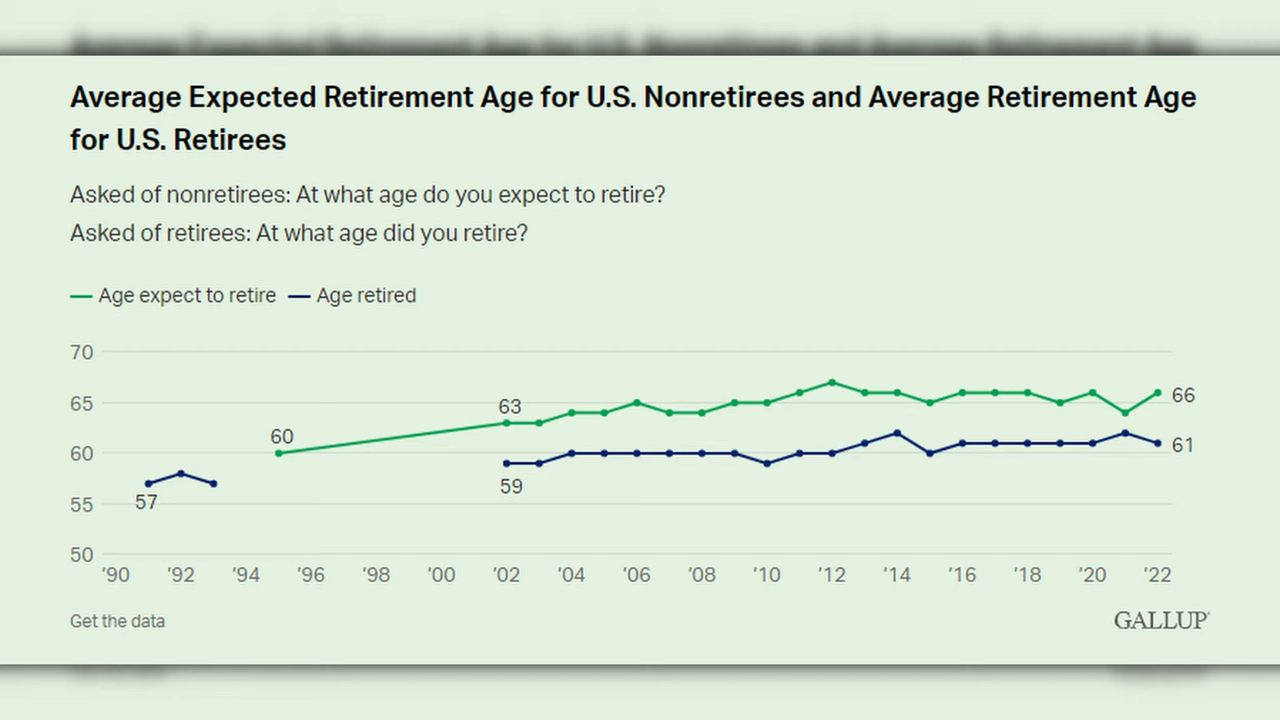 Average Expected Retirement Age for U.S. Nonretirees and Average Retirement Age
for U.S. Retirees
Asked of nonretirees: At what age do you expect to retire?
Asked of retirees: At what age did you retire?
Age expect to retire Age retired
70
65
60
55
50
63
66
60
61
59
57
’90 ’92 ’94 ’96 ’98 ’00 ’02 ’04 ’06 ’08 ’10 ’12 ’14 ’16 ’18 ’20 ’22
Get the data
GALLUP®